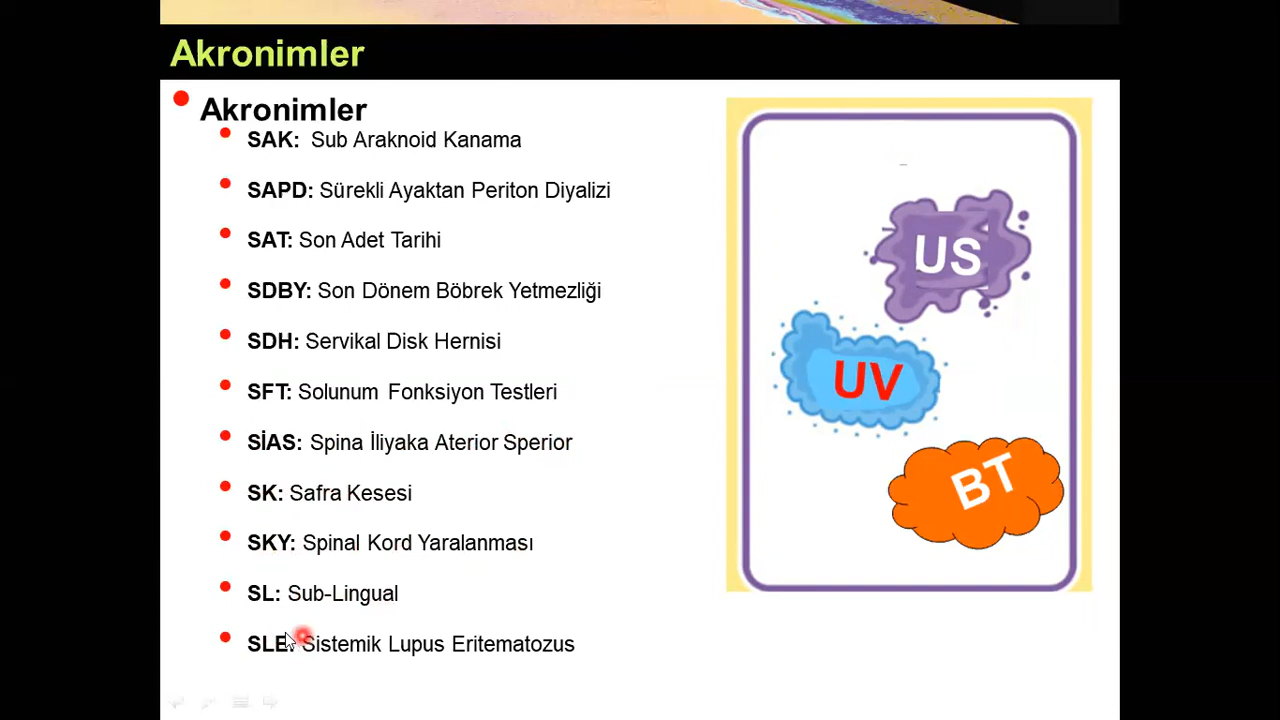 Akronimler
Akronimler
SAK: Sub Araknoid Kanama
SAPD: Sürekli Ayaktan Periton Diyalizi
SAT: Son Adet Tarihi
SDBY: Son Dönem Böbrek Yetmezliği
SDH: Servikal Disk Hernisi
SFT: Solunum Fonksiyon Testleri
SİAS: Spina İliyaka Aterior Sperior
SK: Safra Kesesi
SKY: Spinal Kord Yaralanması
SL: Sub-Lingual
SLE: Sistemik Lupus Eritematozus
US
UV
BT